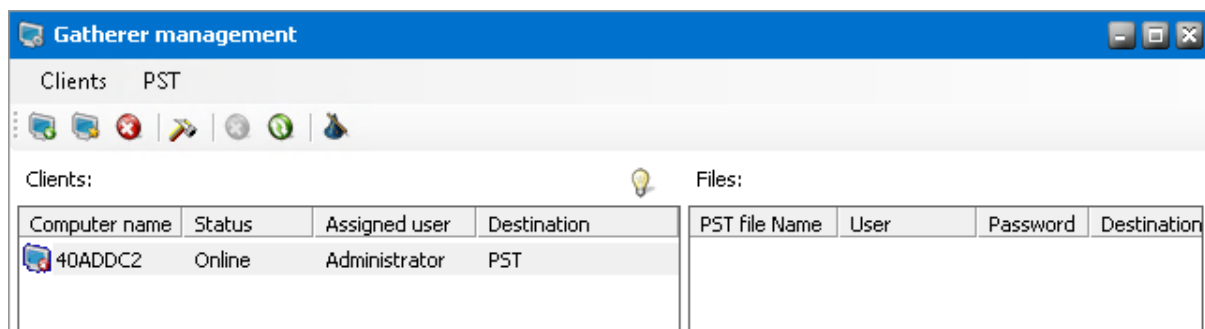 Gatherer management
Clients PST
Clients: Files:
Computer name Status Assigned user Destination PST file Name User Password Destination
40ADDC2 Online Administrator PST